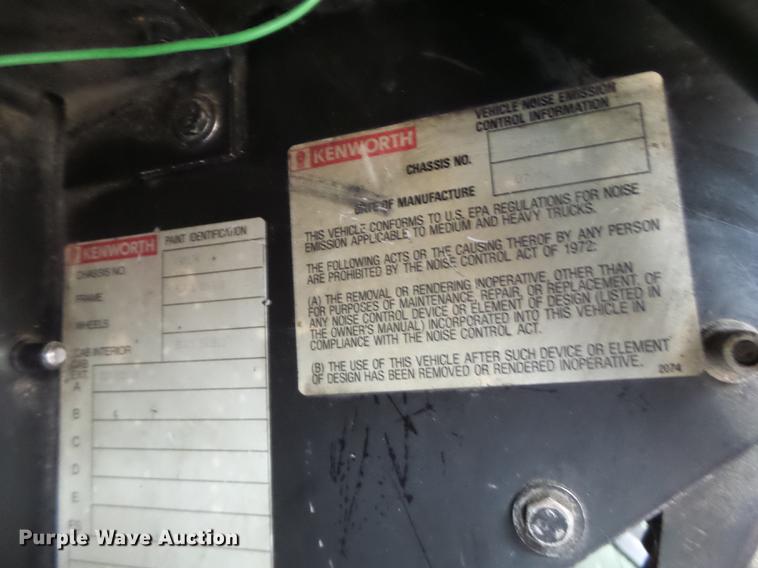 KENWORTH
VEHICLE NOISE EMISSION
CONTROL INFORMATION
CHASSIS NO.
DATE OF MANUFACTURE
THIS VEHICLE CONFORMS TO U.S. EPA REGULATIONS FOR NOISE
EMISSION APPLICABLE TO MEDIUM AND HEAVY TRUCKS.
THE FOLLOWING ACTS OR THE CAUSING THEROF BY ANY PERSON
ARE PROHIBITED BY THE NOISE CONTROL ACT OF 1972:
(A) THE REMOVAL OR RENDERING INOPERATIVE, OTHER THAN
FOR PURPOSES OF MAINTENANCE, REPAIR, OR REPLACEMENT, OF
ANY NOISE CONTROL DEVICE OR ELEMENT OF DESIGN (LISTED IN
THE OWNER'S MANUAL) INCORPORATED INTO THIS VEHICLE IN
COMPLIANCE WITH THE NOISE CONTROL ACT.
(B) THE USE OF THIS VEHICLE AFTER SUCH DEVICE OR ELEMENT
OF DESIGN HAS BEEN REMOVED OR RENDERED INOPERATIVE.
2074
KENWORTH
PAINT IDENTIFICATION
CHASSIS NO.
FRAME
WHEELS
CAB INTERIOR
CAB
EXT.
A
B
C
D
E
Purple Wave Auction